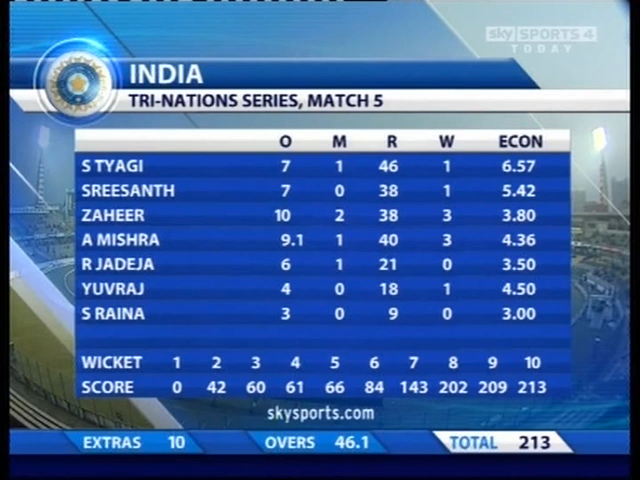 sky SPORTS 4
TODAY
INDIA
TRI-NATIONS SERIES, MATCH 5
O M R W ECON
S TYAGI 7 1 46 1 6.57
SREESANTH 7 0 38 1 5.42
ZAHEER 10 2 38 3 3.80
A MISHRA 9.1 1 40 3 4.36
R JADEJA 6 1 21 0 3.50
YUVRAJ 4 0 18 1 4.50
S RAINA 3 0 9 0 3.00
WICKET 1 2 3 4 5 6 7 8 9 10
SCORE 0 42 60 61 66 84 143 202 209 213
skysports.com
EXTRAS 10 OVERS 46.1 TOTAL 213